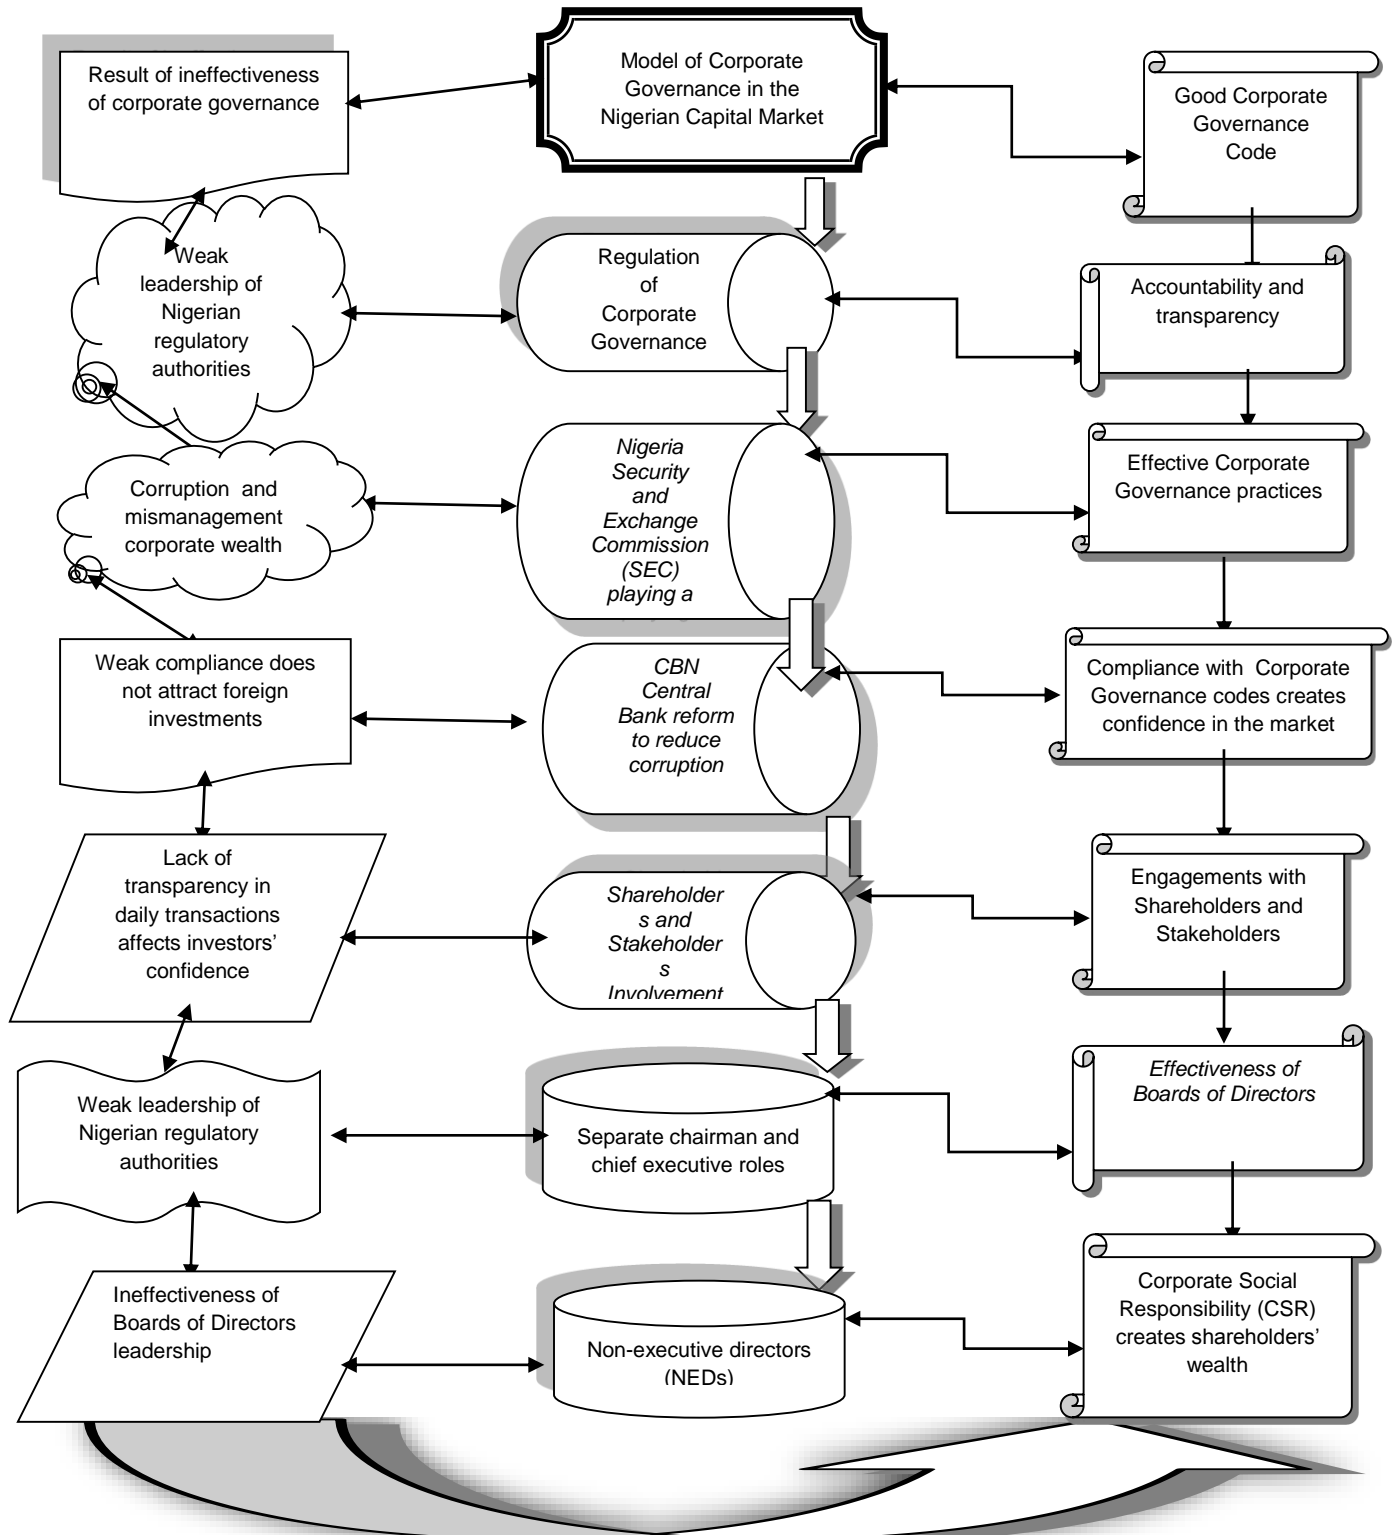 Model of Corporate
Governance in the
Nigerian Capital Market
Result of ineffectiveness
of corporate governance
Good Corporate
Governance
Code
Weak
leadership of
Nigerian
regulatory
authorities
Regulation
of
Corporate
Governance
Accountability and
transparency
Corruption and
mismanagement
corporate wealth
Nigeria
Security
and
Exchange
Commission
(SEC)
playing a
Effective Corporate
Governance practices
Weak compliance does
not attract foreign
investments
CBN
Central
Bank reform
to reduce
corruption
Compliance with Corporate
Governance codes creates
confidence in the market
Lack of
transparency in
daily transactions
affects investors’
confidence
Shareholder
s and
Stakeholder
s
Involvement
Engagements with
Shareholders and
Stakeholders
Weak leadership of
Nigerian regulatory
authorities
Separate chairman and
chief executive roles
Effectiveness of
Boards of Directors
Ineffectiveness of
Boards of Directors
leadership
Non-executive directors
(NEDs)
Corporate Social
Responsibility (CSR)
creates shareholders’
wealth